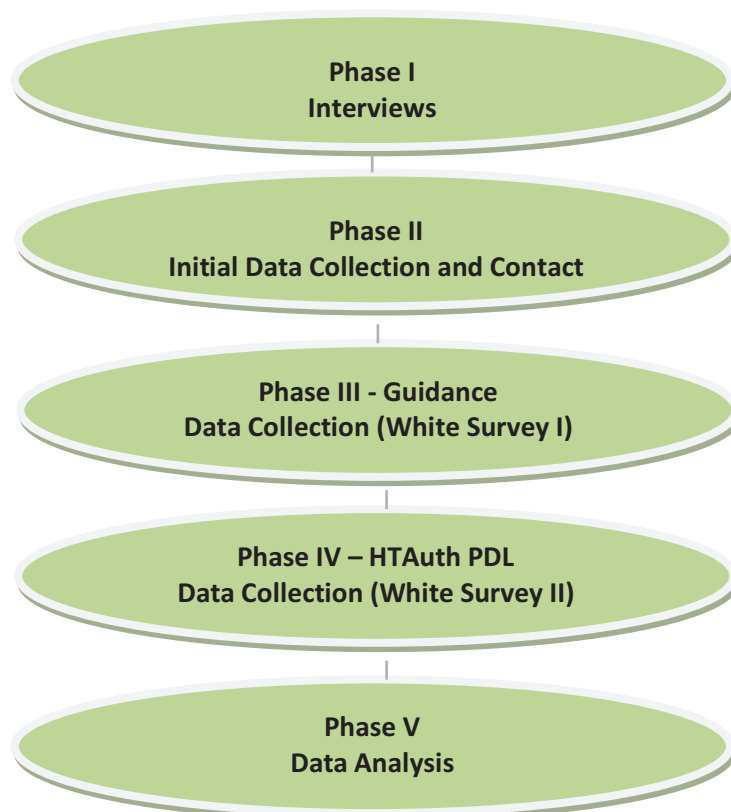 Phase I
Interviews
Phase II
Initial Data Collection and Contact
Phase III - Guidance
Data Collection (White Survey I)
Phase IV – HTAuth PDL
Data Collection (White Survey II)
Phase V
Data Analysis